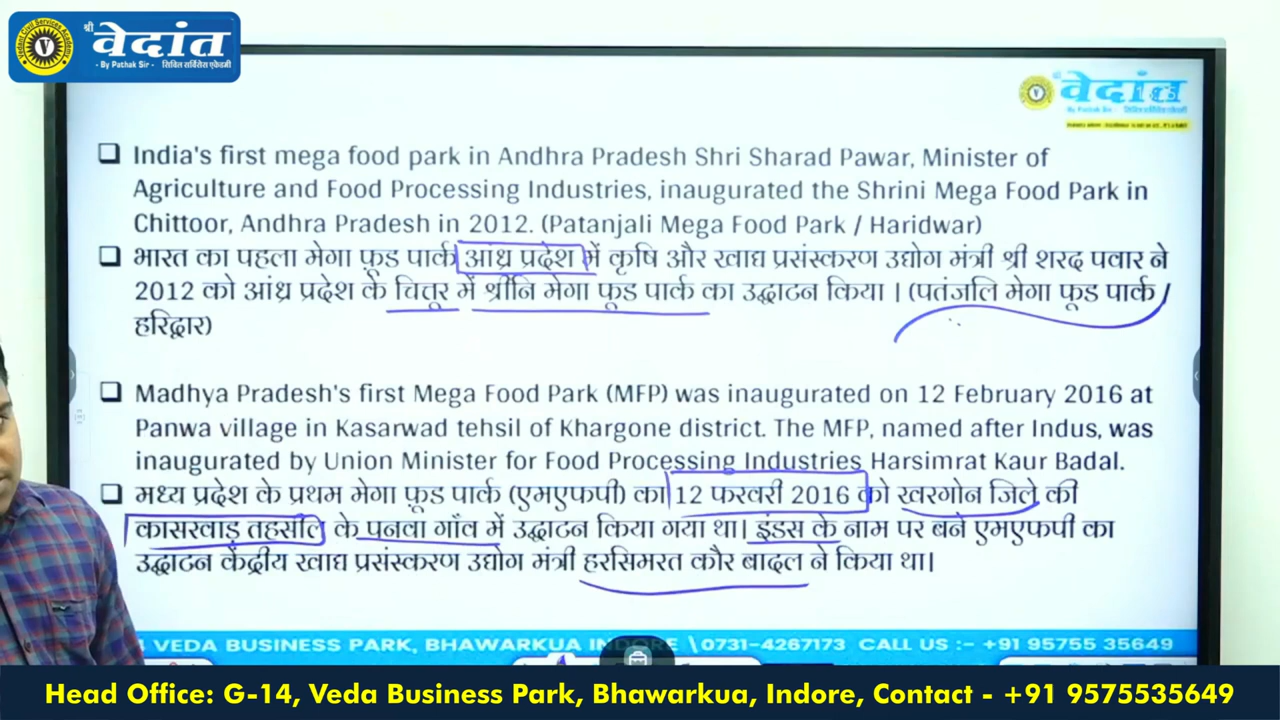 श्री वेदांत
- By Pathak Sir - सिविल सर्विसेस एकेडमी
वेदांत
By Pathak Sir
India's first mega food park in Andhra Pradesh Shri Sharad Pawar, Minister of
Agriculture and Food Processing Industries, inaugurated the Shrini Mega Food Park in
Chittoor, Andhra Pradesh in 2012. (Patanjali Mega Food Park / Haridwar)
भारत का पहला मेगा फूड पार्क आंध्र प्रदेश में कृषि और खाद्य प्रसंस्करण उद्योग मंत्री श्री शरद पवार ने
2012 को आंध्र प्रदेश के चित्तूर में श्रीनि मेगा फूड पार्क का उद्घाटन किया । (पतंजलि मेगा फूड पार्क /
हरिद्वार)
Madhya Pradesh's first Mega Food Park (MFP) was inaugurated on 12 February 2016 at
Panwa village in Kasarwad tehsil of Khargone district. The MFP, named after Indus, was
inaugurated by Union Minister for Food Processing Industries Harsimrat Kaur Badal.
मध्य प्रदेश के प्रथम मेगा फ़ूड पार्क (एमएफपी) का 12 फरवरी 2016 को खरगोन जिले की
कासरवाड़ तहसील के पनवा गाँव में उद्घाटन किया गया था। इंडस के नाम पर बने एमएफपी का
उद्घाटन केंद्रीय खाद्य प्रसंस्करण उद्योग मंत्री हरसिमरत कौर बादल ने किया था।
VEDA BUSINESS PARK, BHAWARKUA INDORE \0731-4267173 CALL US :- +91 95755 35649
Head Office: G-14, Veda Business Park, Bhawarkua, Indore, Contact - +91 9575535649